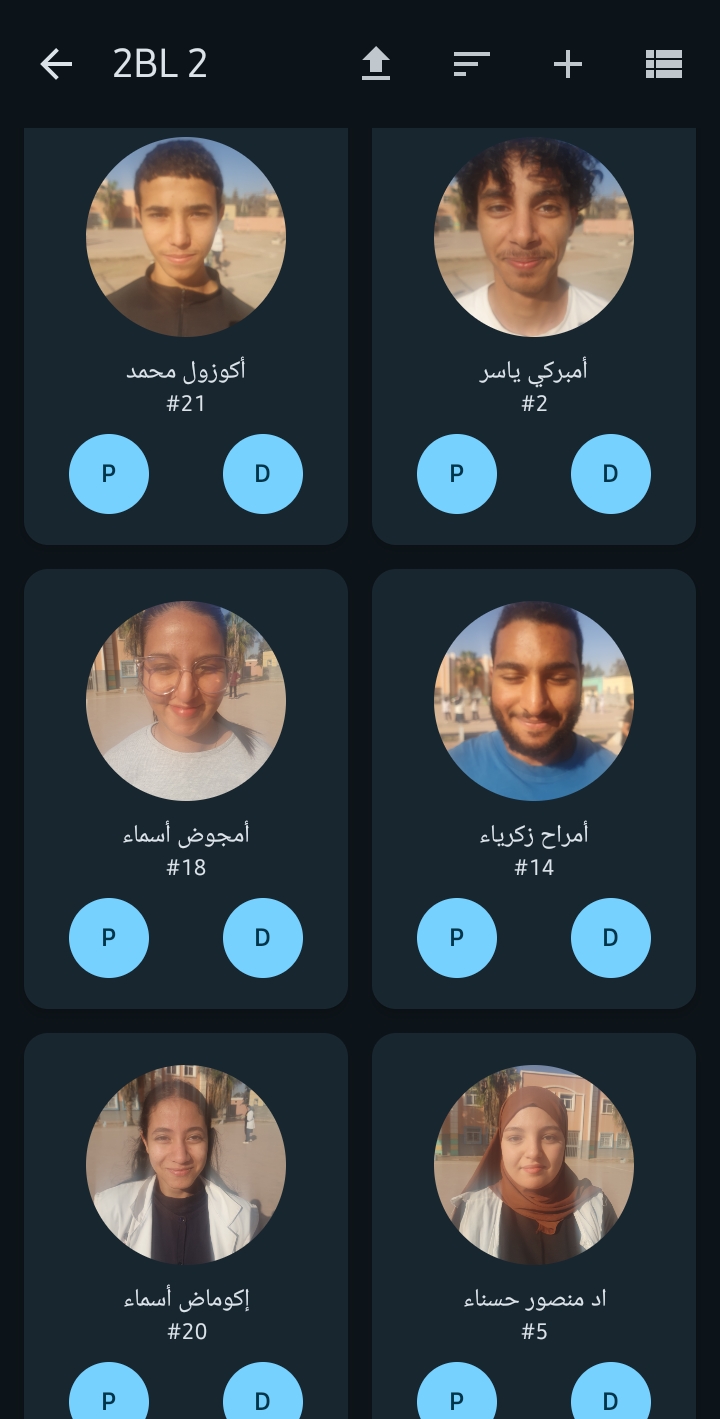 2BL 2
أكوزول محمد
#21
P D
أمبركي ياسر
#2
P D
أمجوض أسماء
#18
P D
أمراح زكرياء
#14
P D
إكوماض أسماء
#20
P D
اد منصور حسناء
#5
P D